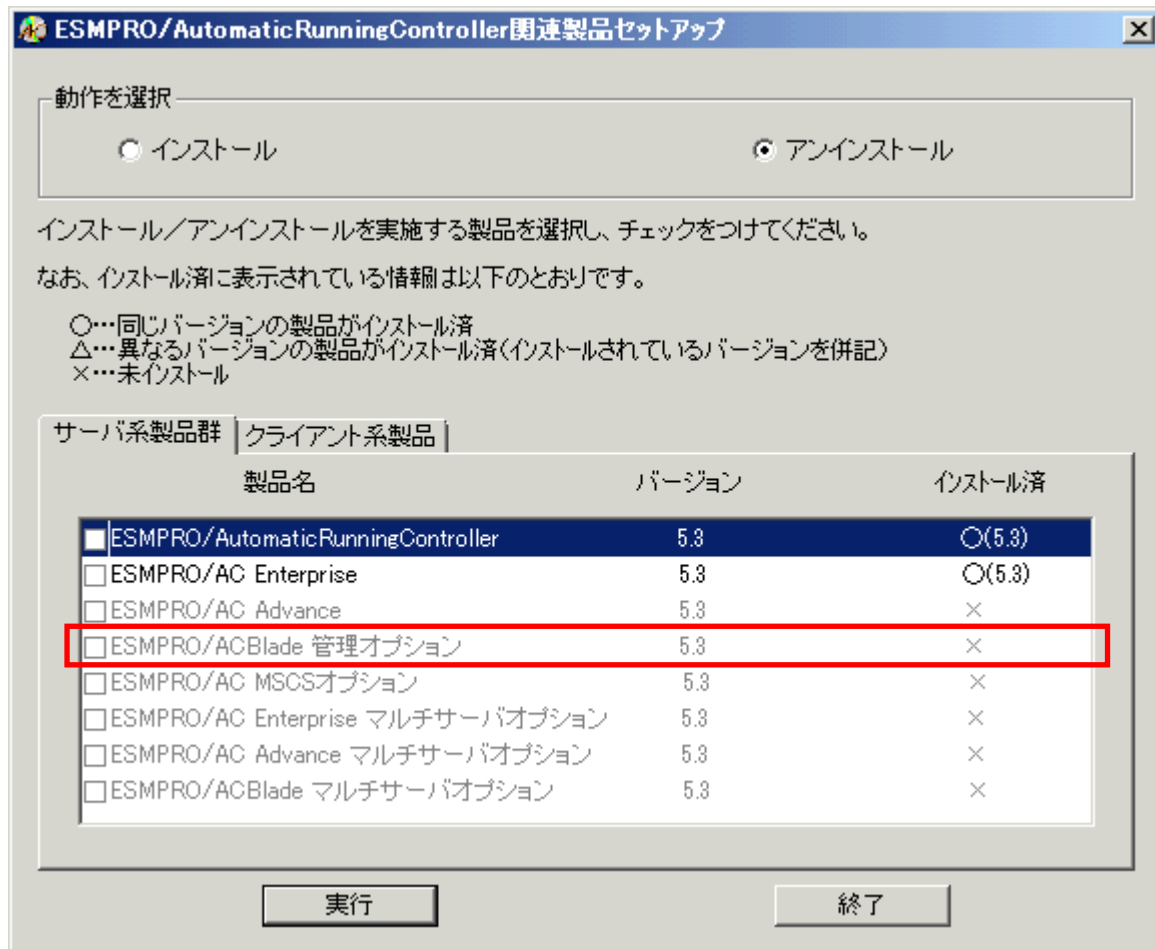 ESMPRO/AutomaticRunningController関連製品セットアップ
動作を選択
インストール アンインストール
インストール／アンインストールを実施する製品を選択し、チェックをつけてください。
なお、インストール済に表示されている情報は以下のとおりです。
○…同じバージョンの製品がインストール済
△…異なるバージョンの製品がインストール済(インストールされているバージョンを併記)
×…未インストール
サーバ系製品群 クライアント系製品
製品名 バージョン インストール済
ESMPRO/AutomaticRunningController 5.3 ○(5.3)
ESMPRO/AC Enterprise 5.3 ○(5.3)
ESMPRO/AC Advance 5.3 ×
ESMPRO/ACBlade 管理オプション 5.3 ×
ESMPRO/AC MSCSオプション 5.3 ×
ESMPRO/AC Enterprise マルチサーバオプション 5.3 ×
ESMPRO/AC Advance マルチサーバオプション 5.3 ×
ESMPRO/ACBlade マルチサーバオプション 5.3 ×
実行 終了